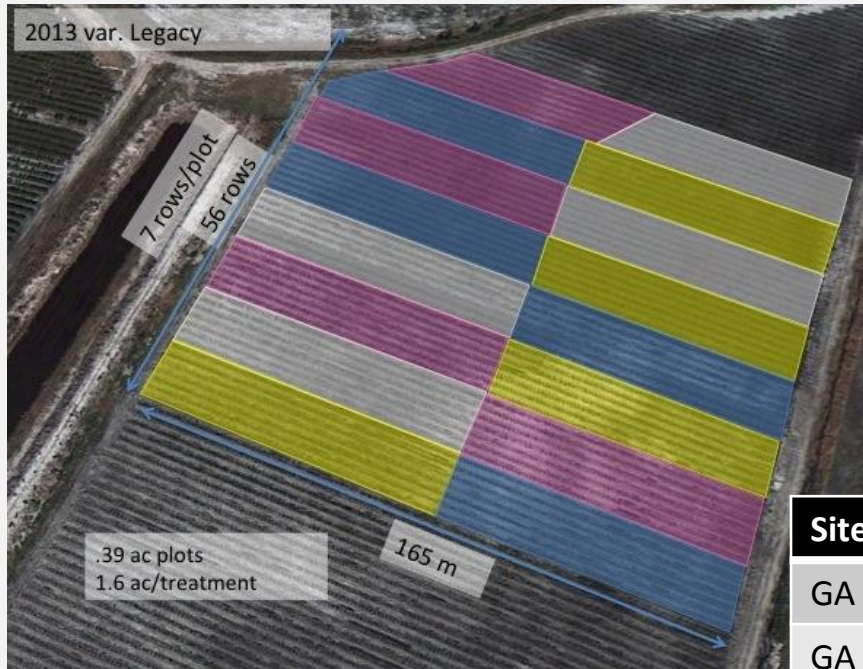 2013 var. Legacy
7 rows/plot
56 rows
.39 ac plots
1.6 ac/treatment
165 m
Site
GA
GA